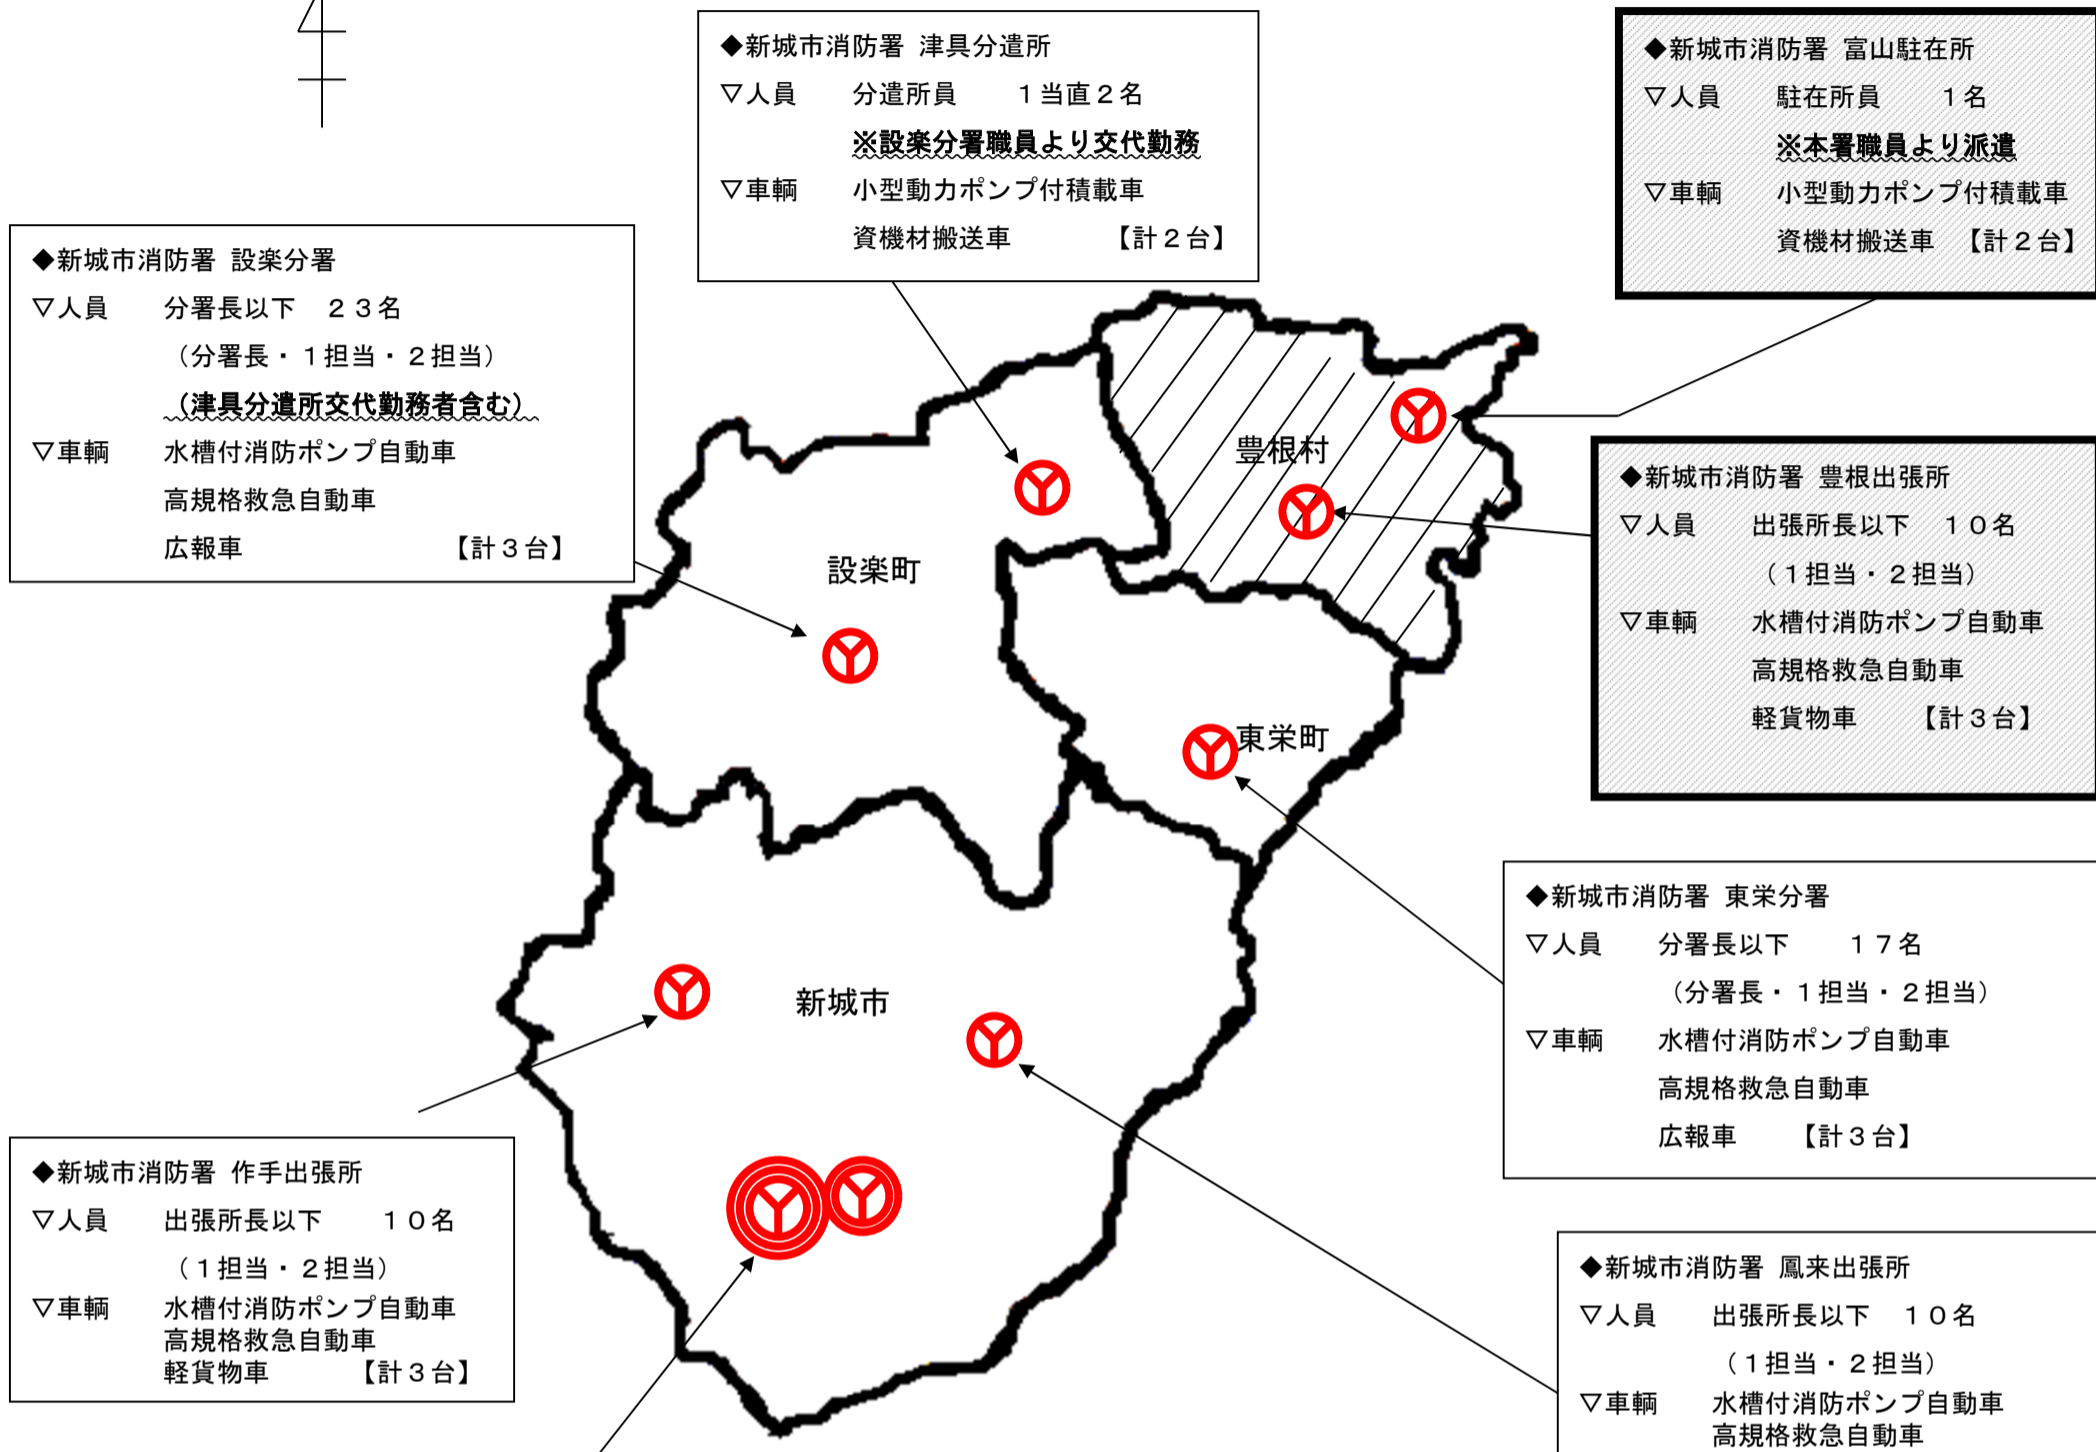 ◆新城市消防署 津具分遣所
▽人員 分遣所員 1当直2名
※設楽分署職員より交代勤務
▽車輌 小型動力ポンプ付積載車
資機材搬送車 【計2台】
◆新城市消防署 富山駐在所
▽人員 駐在所員 1名
※本署職員より派遣
▽車輌 小型動力ポンプ付積載車
資機材搬送車 【計2台】
◆新城市消防署 設楽分署
▽人員 分署長以下 23名
（分署長・1担当・2担当）
（津具分遣所交代勤務者含む）
▽車輌 水槽付消防ポンプ自動車
高規格救急自動車
広報車 【計3台】
豊根村
設楽町
東栄町
新城市
◆新城市消防署 豊根出張所
▽人員 出張所長以下 10名
（1担当・2担当）
▽車輌 水槽付消防ポンプ自動車
高規格救急自動車
軽貨物車 【計3台】
◆新城市消防署 東栄分署
▽人員 分署長以下 17名
（分署長・1担当・2担当）
▽車輌 水槽付消防ポンプ自動車
高規格救急自動車
広報車 【計3台】
◆新城市消防署 作手出張所
▽人員 出張所長以下 10名
（1担当・2担当）
▽車輌 水槽付消防ポンプ自動車
高規格救急自動車
軽貨物車 【計3台】
◆新城市消防署 鳳来出張所
▽人員 出張所長以下 10名
（1担当・2担当）
▽車輌 水槽付消防ポンプ自動車
高規格救急自動車